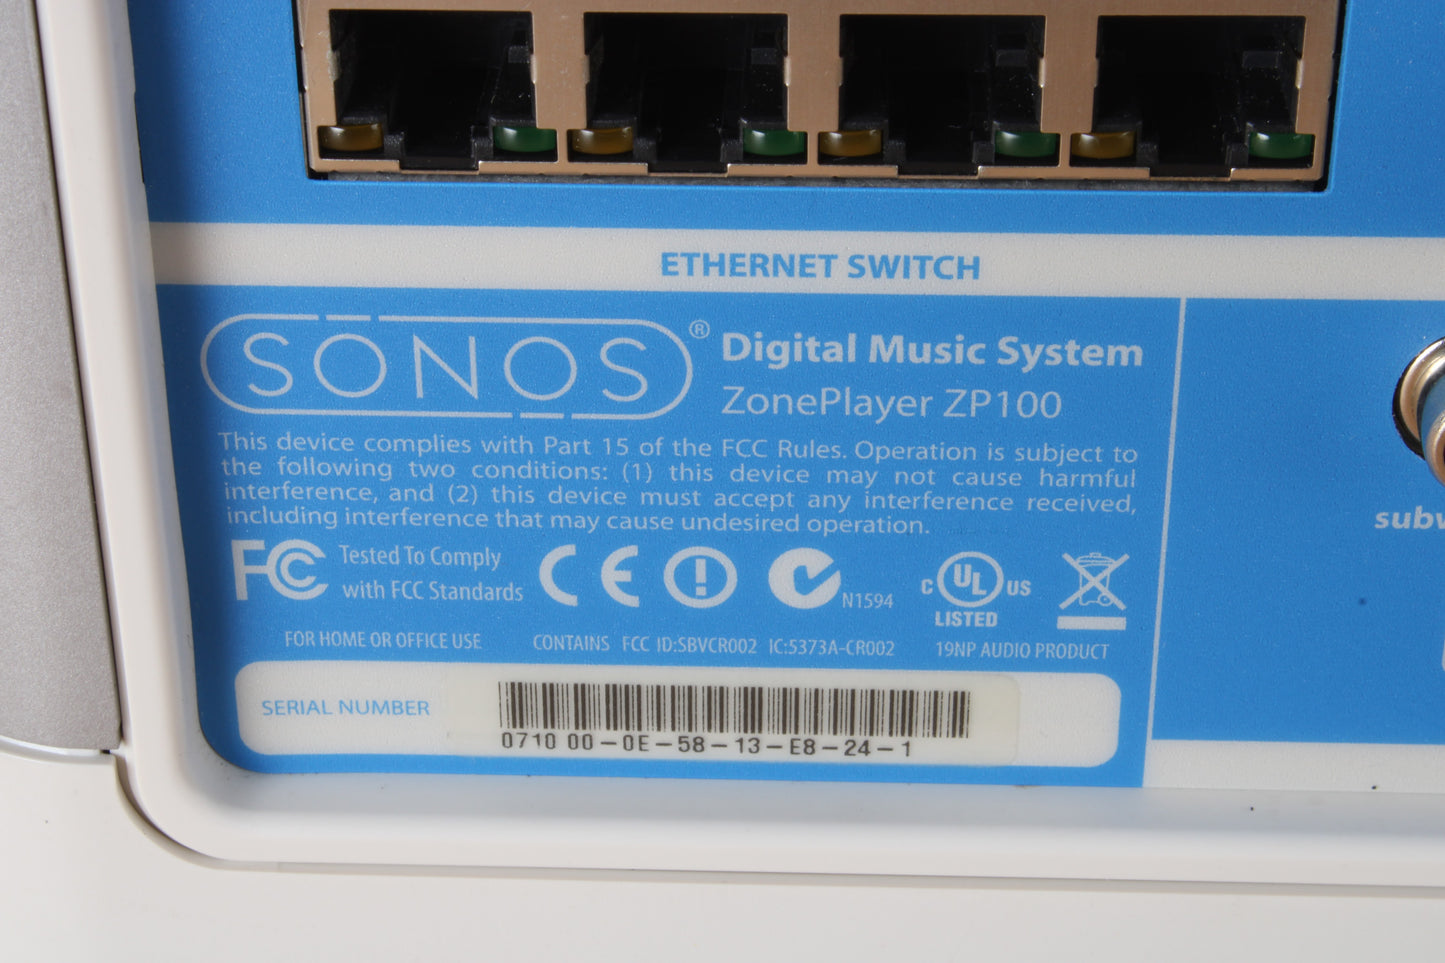 ETHERNET SWITCH
SONOS® Digital Music System
ZonePlayer ZP100
This device complies with Part 15 of the FCC Rules. Operation is subject to
the following two conditions: (1) this device may not cause harmful
interference, and (2) this device must accept any interference received,
including interference that may cause undesired operation.
FC Tested To Comply
with FCC Standards
CE
N1594
C UL US
LISTED
FOR HOME OR OFFICE USE
CONTAINS FCC ID:SBVCR002 IC:5373A-CR002
19NP AUDIO PRODUCT
SERIAL NUMBER
0710 00-0E-58-13-E8-24-1